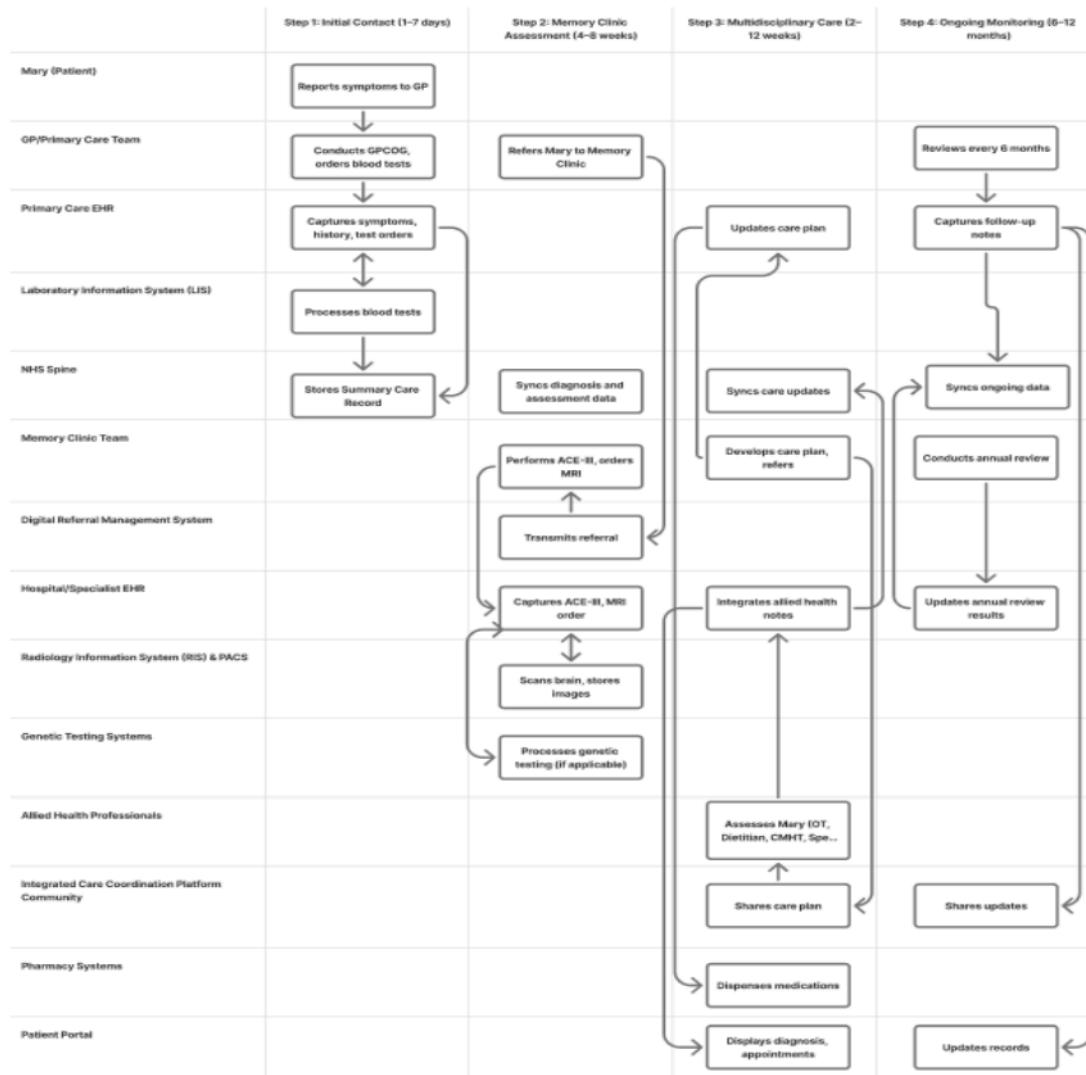 Step 1: Initial Contact (1–7 days)
Step 2: Memory Clinic
Assessment (4–8 weeks)
Step 3: Multidisciplinary Care (2–
12 weeks)
Step 4: Ongoing Monitoring (6–12
months)
Mary (Patient)
Reports symptoms to GP
GP/Primary Care Team
Conducts GPCOG,
orders blood tests
Refers Mary to Memory
Clinic
Reviews every 6 months
Primary Care EHR
Captures symptoms,
history, test orders
Updates care plan
Captures follow-up
notes
Laboratory Information System (LIS)
Processes blood tests
NHS Spine
Stores Summary Care
Record
Syncs diagnosis and
assessment data
Syncs care updates
Syncs ongoing data
Memory Clinic Team
Performs ACE-III, orders
MRI
Develops care plan,
refers
Conducts annual review
Digital Referral Management System
Transmits referral
Hospital/Specialist EHR
Captures ACE-III, MRI
order
Integrates allied health
notes
Updates annual review
results
Radiology Information System (RIS) & PACS
Scans brain, stores
images
Genetic Testing Systems
Processes genetic
testing (if applicable)
Allied Health Professionals
Assesses Mary (OT,
Dietitian, CMHT, Spe...
Integrated Care Coordination Platform
Community
Shares care plan
Shares updates
Pharmacy Systems
Dispenses medications
Patient Portal
Displays diagnosis,
appointments
Updates records